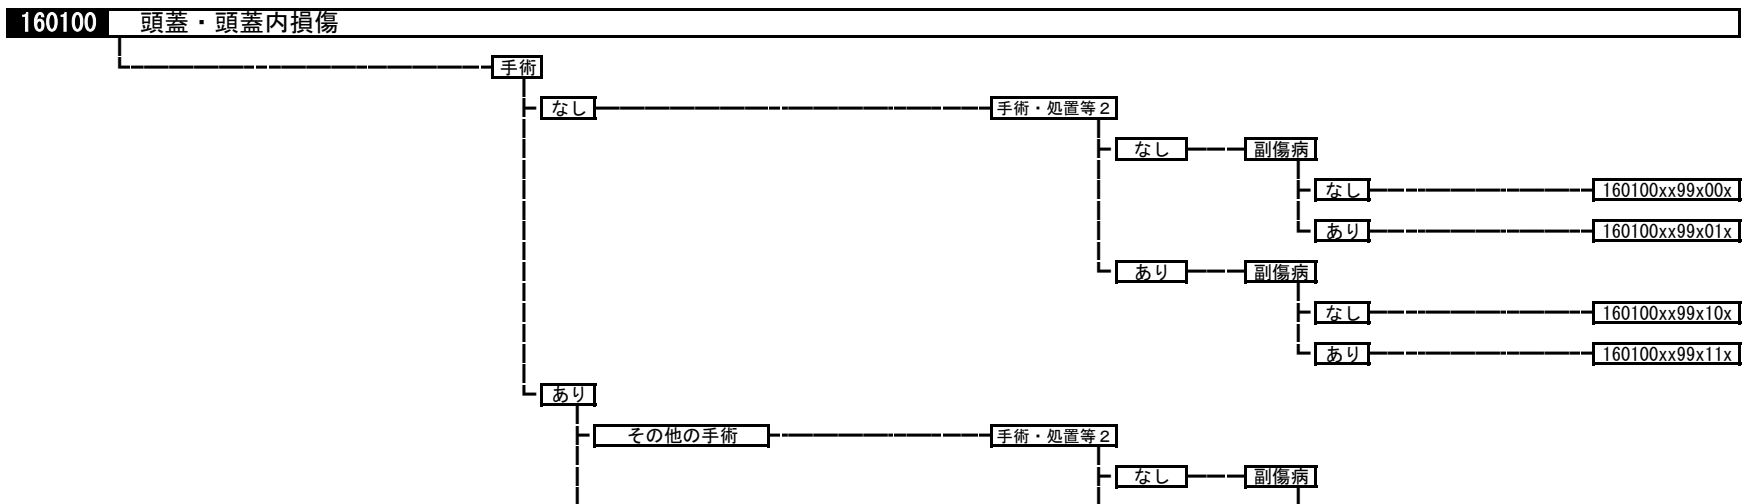 160100 頭蓋・頭蓋内損傷
手術
なし 手術・処置等2
なし 副傷病
なし 160100xx99x00x
あり 160100xx99x01x
あり 副傷病
なし 160100xx99x10x
あり 160100xx99x11x
あり
その他の手術 手術・処置等2
なし 副傷病